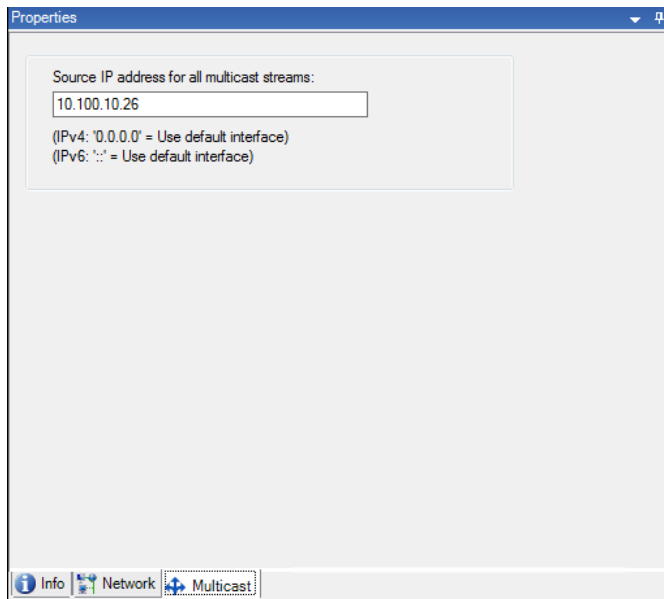 Properties
Source IP address for all multicast streams:
10.100.10.26
(IPv4: '0.0.0.0' = Use default interface)
(IPv6: '::' = Use default interface)
Info Network Multicast